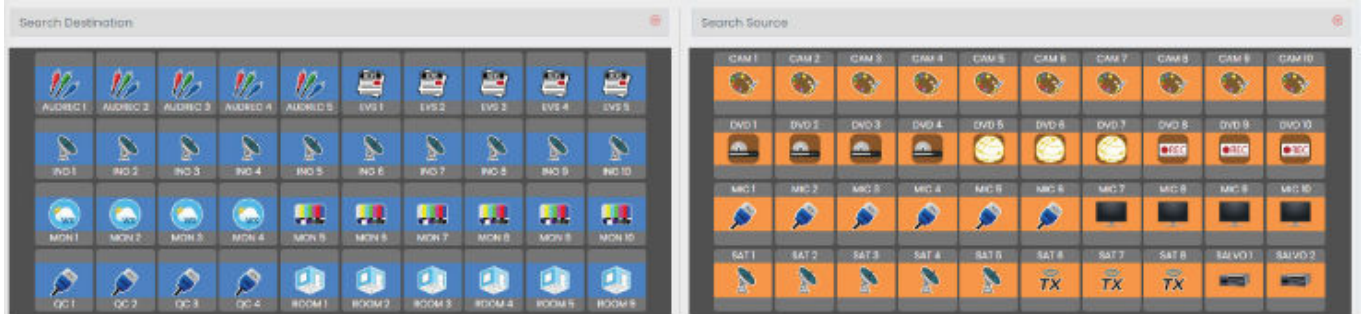 Search Destination
Search Source
AUDREC 1 AUDREC 2 AUDREC 3 AUDREC 4 AUDREC 5 EVS 1 EVS 2 EVS 3 EVS 4 EVS 5
ING 1 ING 2 ING 3 ING 4 ING 5 ING 6 ING 7 ING 8 ING 9 ING 10
MON 1 MON 2 MON 3 MON 4 MON 5 MON 6 MON 7 MON 8 MON 9 MON 10
QC 1 QC 2 QC 3 QC 4 ROOM 1 ROOM 2 ROOM 3 ROOM 4 ROOM 5 ROOM 6
CAM 1 CAM 2 CAM 3 CAM 4 CAM 5 CAM 6 CAM 7 CAM 8 CAM 9 CAM 10
DVD 1 DVD 2 DVD 3 DVD 4 DVD 5 DVD 6 DVD 7 DVD 8 DVD 9 DVD 10
REC REC REC
MIC 1 MIC 2 MIC 3 MIC 4 MIC 5 MIC 6 MIC 7 MIC 8 MIC 9 MIC 10
SAT 1 SAT 2 SAT 3 SAT 4 SAT 5 SAT 6 SAT 7 SAT 8 SALVO 1 SALVO 2
TX TX TX